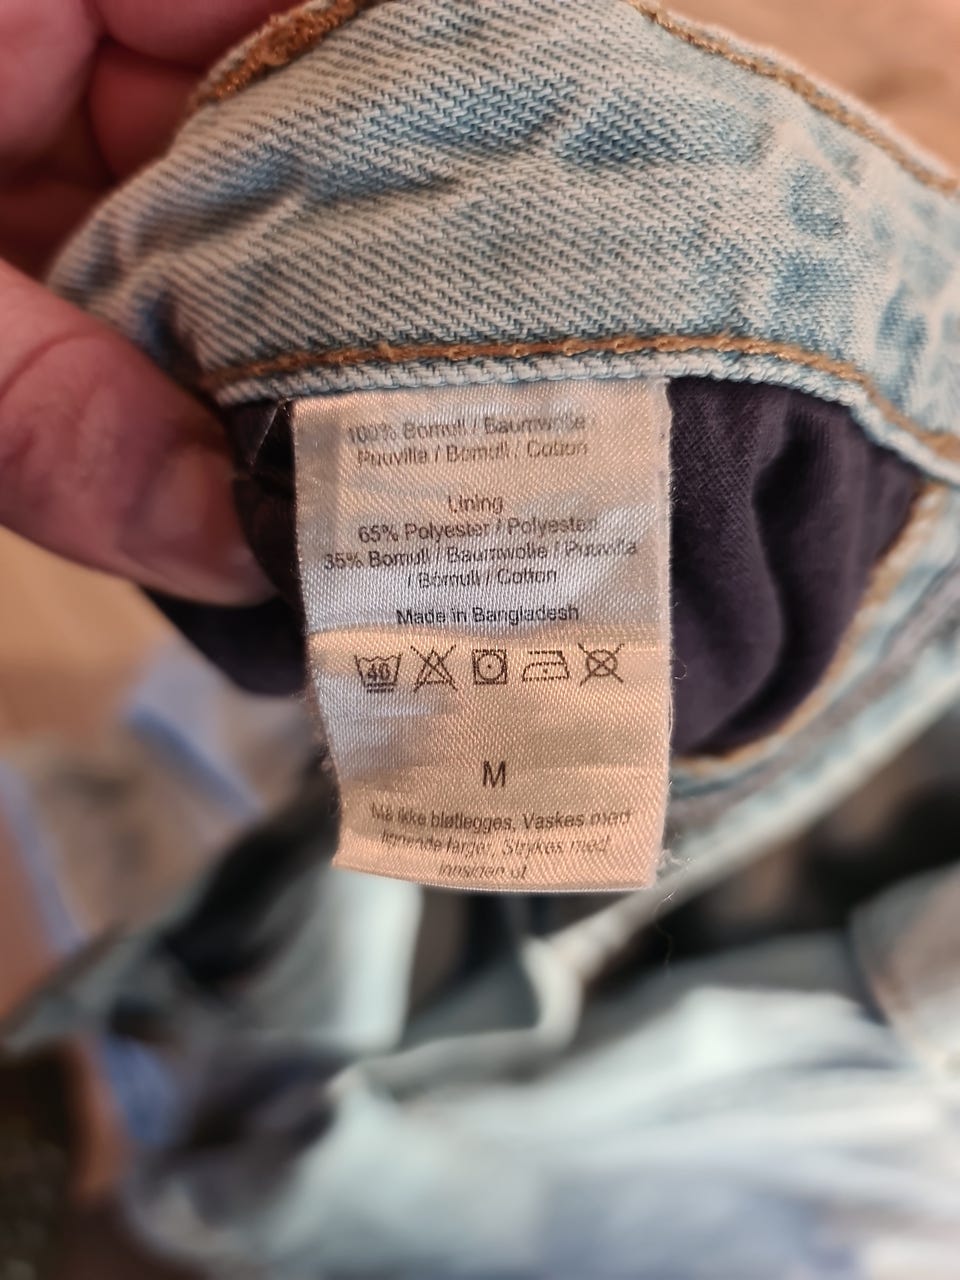 100% Bomull / Baumwolle /
Puuvilla / Bomull / Cotton
Lining
65% Polyester / Polyester
35% Bomull / Baumwolle / Puuvilla
/ Bomull / Cotton
Made in Bangladesh
40
M
Må ikke bløtlegges, Vaskes med
lignende farger, Strykes med
innsiden ut